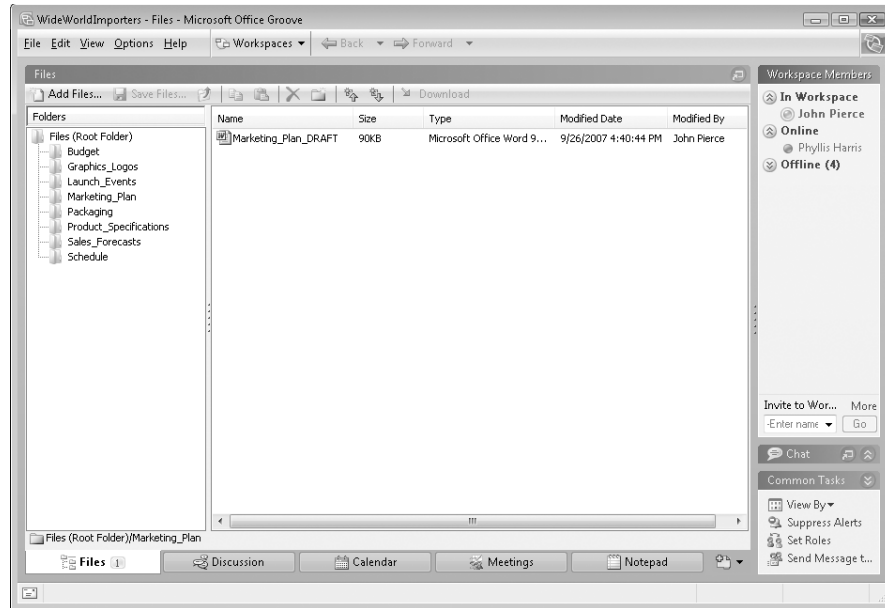 WideWorldImporters - Files - Microsoft Office Groove
File Edit View Options Help Workspaces Back Forward
Files
Add Files... Save Files... Download
Folders
Files (Root Folder)
Budget
Graphics_Logos
Launch_Events
Marketing_Plan
Packaging
Product_Specifications
Sales_Forecasts
Schedule
Name Size Type Modified Date Modified By
Marketing_Plan_DRAFT 90KB Microsoft Office Word 9... 9/26/2007 4:40:44 PM John Pierce
Files (Root Folder)/Marketing_Plan
Workspace Members
In Workspace
John Pierce
Online
Phyllis Harris
Offline (4)
Invite to Wor... More
-Enter name Go
Chat
Common Tasks
View By
Suppress Alerts
Set Roles
Send Message t...
Files 1 Discussion Calendar Meetings Notepad